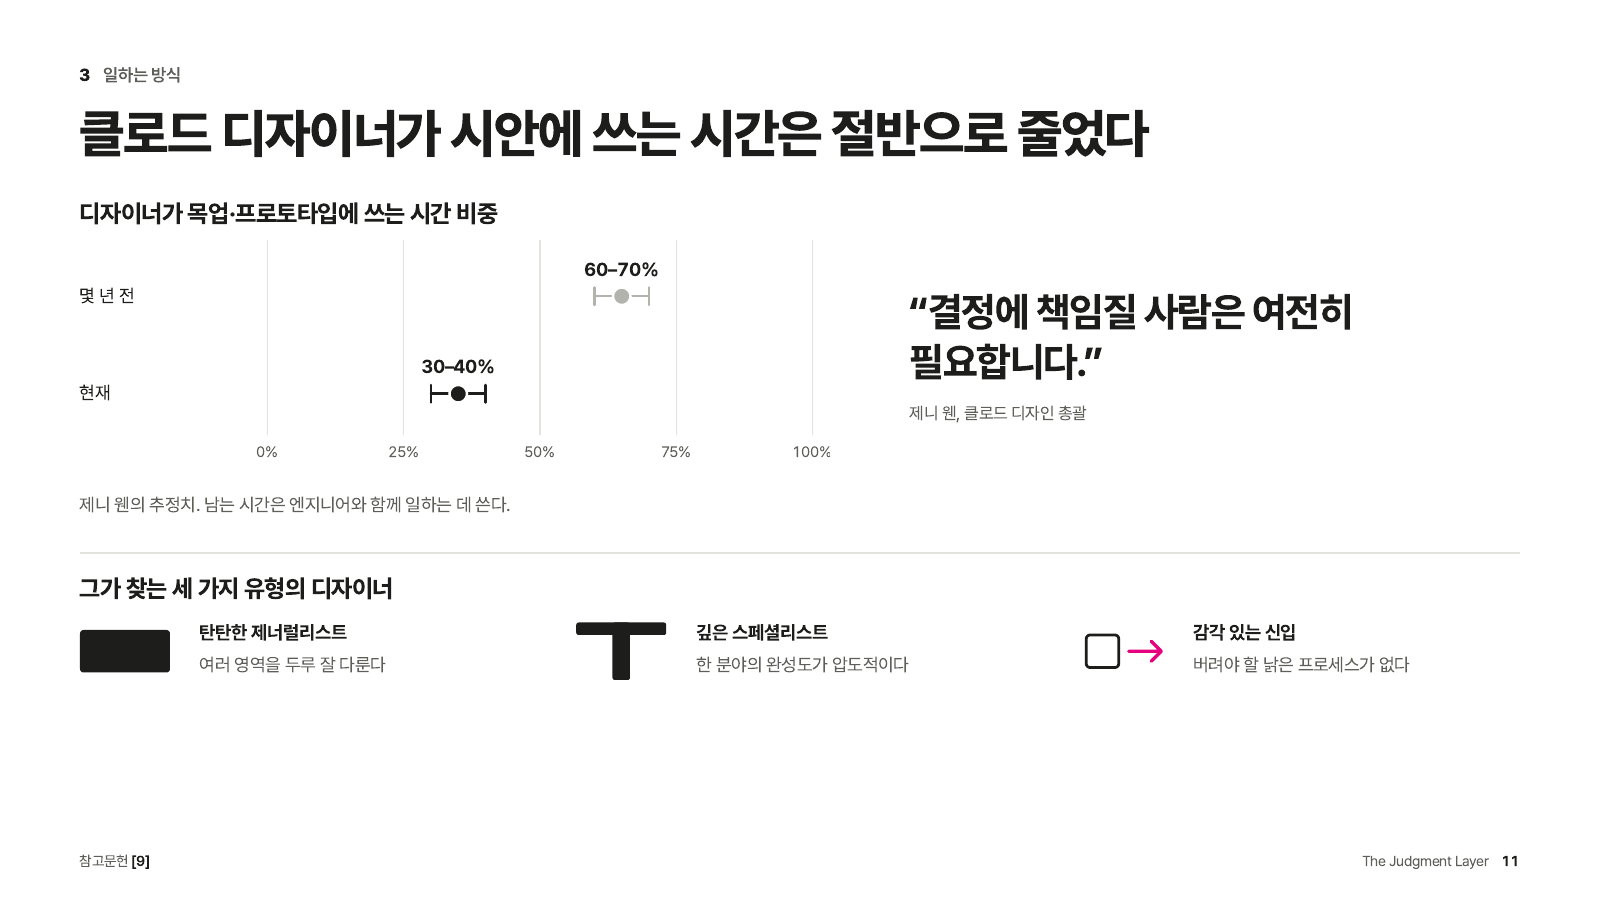 3 일하는 방식
클로드 디자이너가 시안에 쓰는 시간은 절반으로 줄었다
디자이너가 목업·프로토타입에 쓰는 시간 비중
몇 년 전
60–70%
현재
30–40%
0% 25% 50% 75% 100%
제니 웬의 추정치. 남는 시간은 엔지니어와 함께 일하는 데 쓴다.
“결정에 책임질 사람은 여전히
필요합니다.”
제니 웬, 클로드 디자인 총괄
그가 찾는 세 가지 유형의 디자이너
탄탄한 제너럴리스트
여러 영역을 두루 잘 다룬다
깊은 스페셜리스트
한 분야의 완성도가 압도적이다
감각 있는 신입
버려야 할 낡은 프로세스가 없다
참고문헌 [9]
The Judgment Layer 11